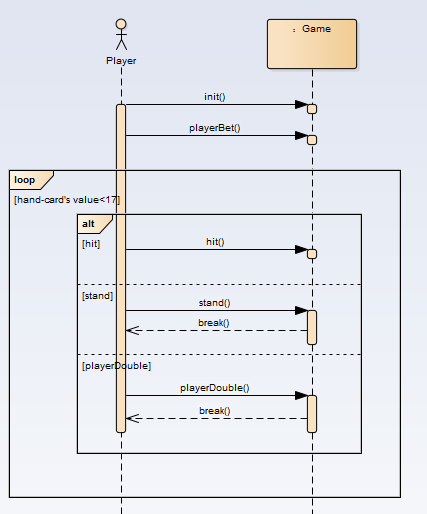 : Game
Player
init()
playerBet()
loop
[hand-card's value<17]
alt
[hit]
hit()
[stand]
stand()
break()
[playerDouble]
playerDouble()
break()